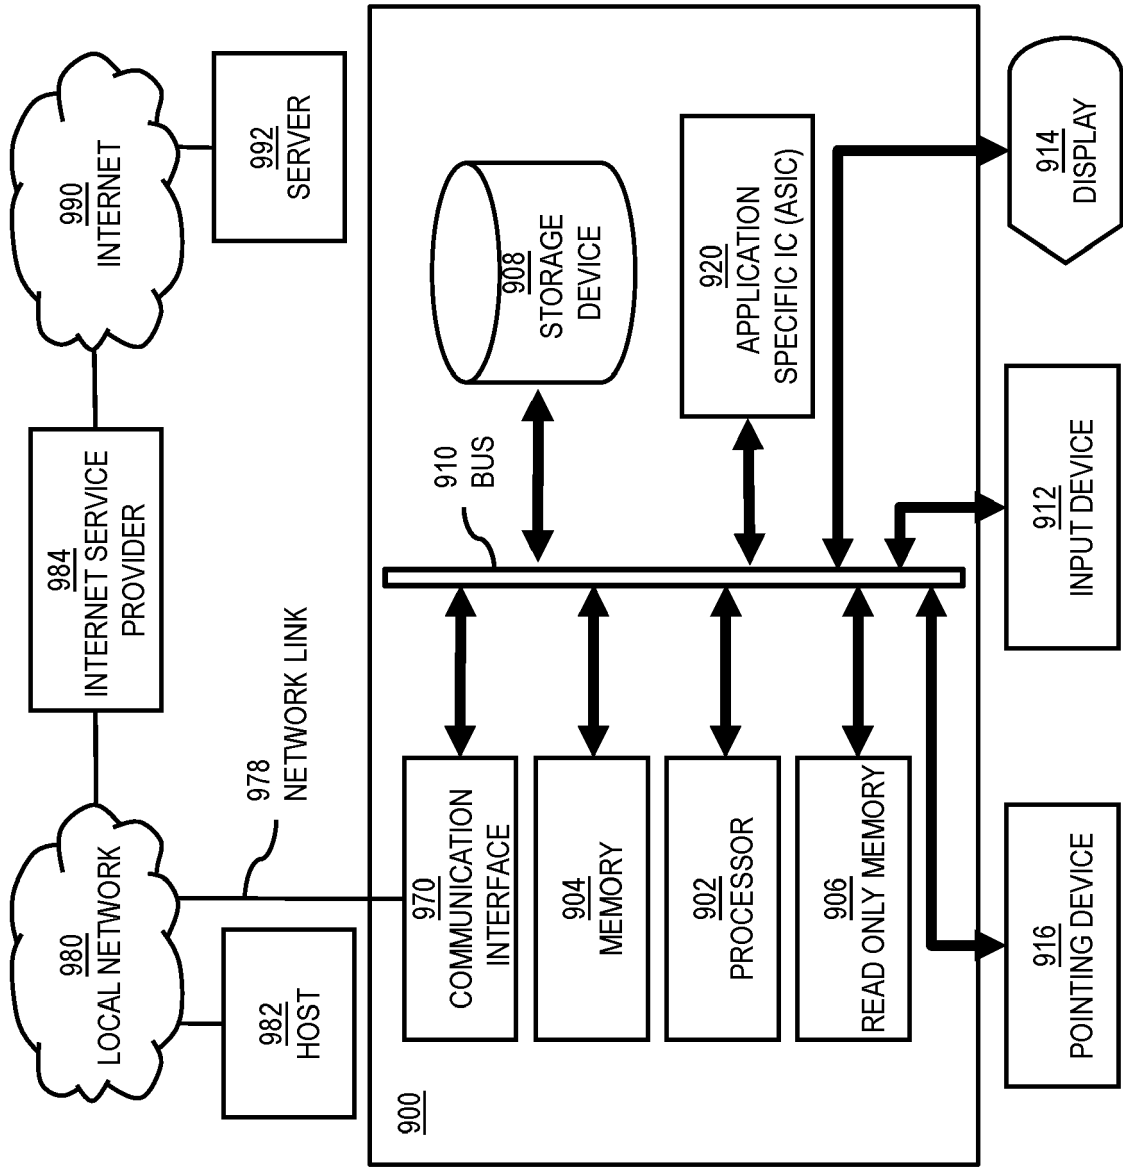 980
LOCAL NETWORK
984
INTERNET SERVICE
PROVIDER
990
INTERNET
982
HOST
978
NETWORK LINK
992
SERVER
900
970
COMMUNICATION
INTERFACE
910
BUS
908
STORAGE
DEVICE
904
MEMORY
902
PROCESSOR
920
APPLICATION
SPECIFIC IC (ASIC)
906
READ ONLY MEMORY
916
POINTING DEVICE
912
INPUT DEVICE
914
DISPLAY